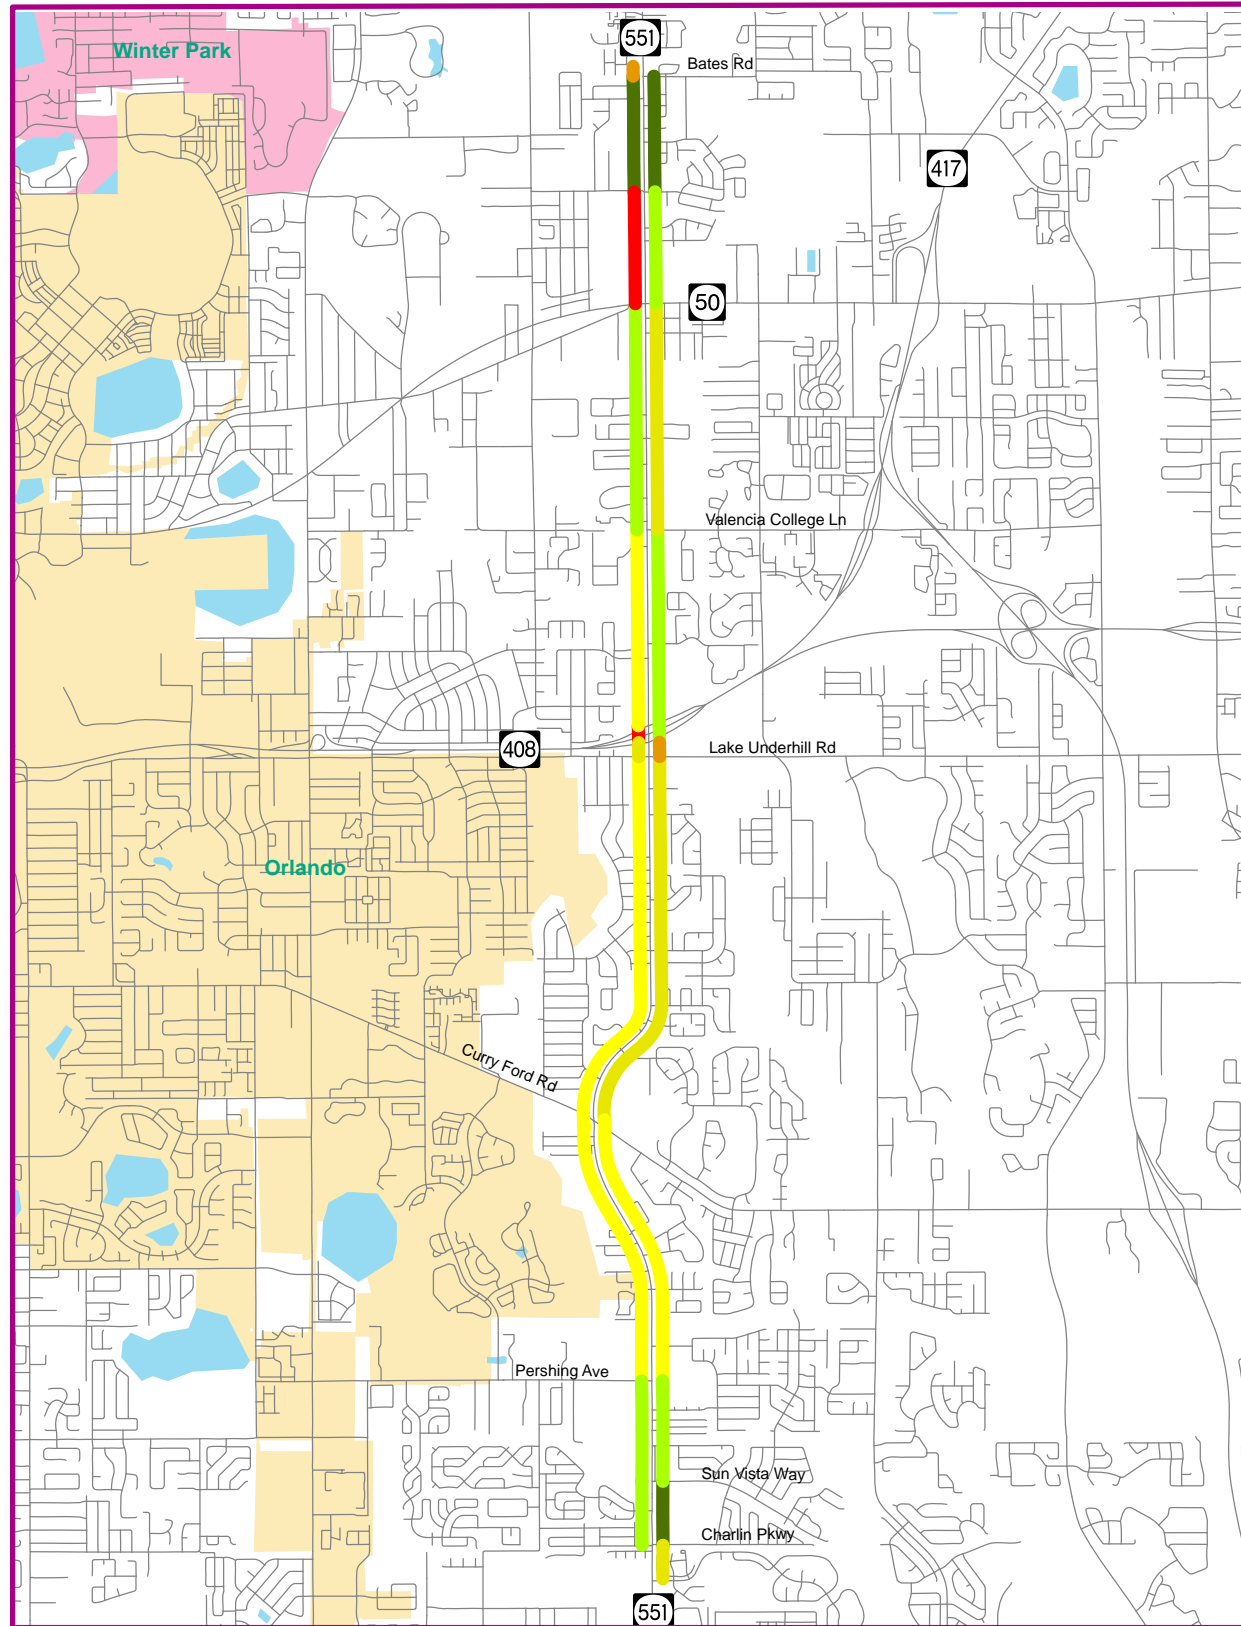 551
Winter Park
Bates Rd
417
50
Valencia College Ln
408
Lake Underhill Rd
Orlando
Curry Ford Rd
Pershing Ave
Sun Vista Way
Charlin Pkwy
551